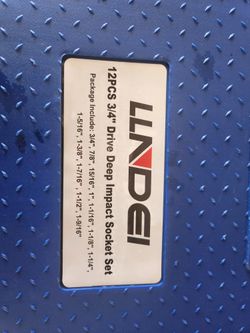 LLNDEI
12PCS 3/4" Drive Deep Impact Socket Set
Package Include: 3/4", 7/8", 15/16", 1", 1-1/16", 1-1/8", 1-1/4",
1-5/16", 1-3/8", 1-7/16", 1-1/2", 1-9/16"